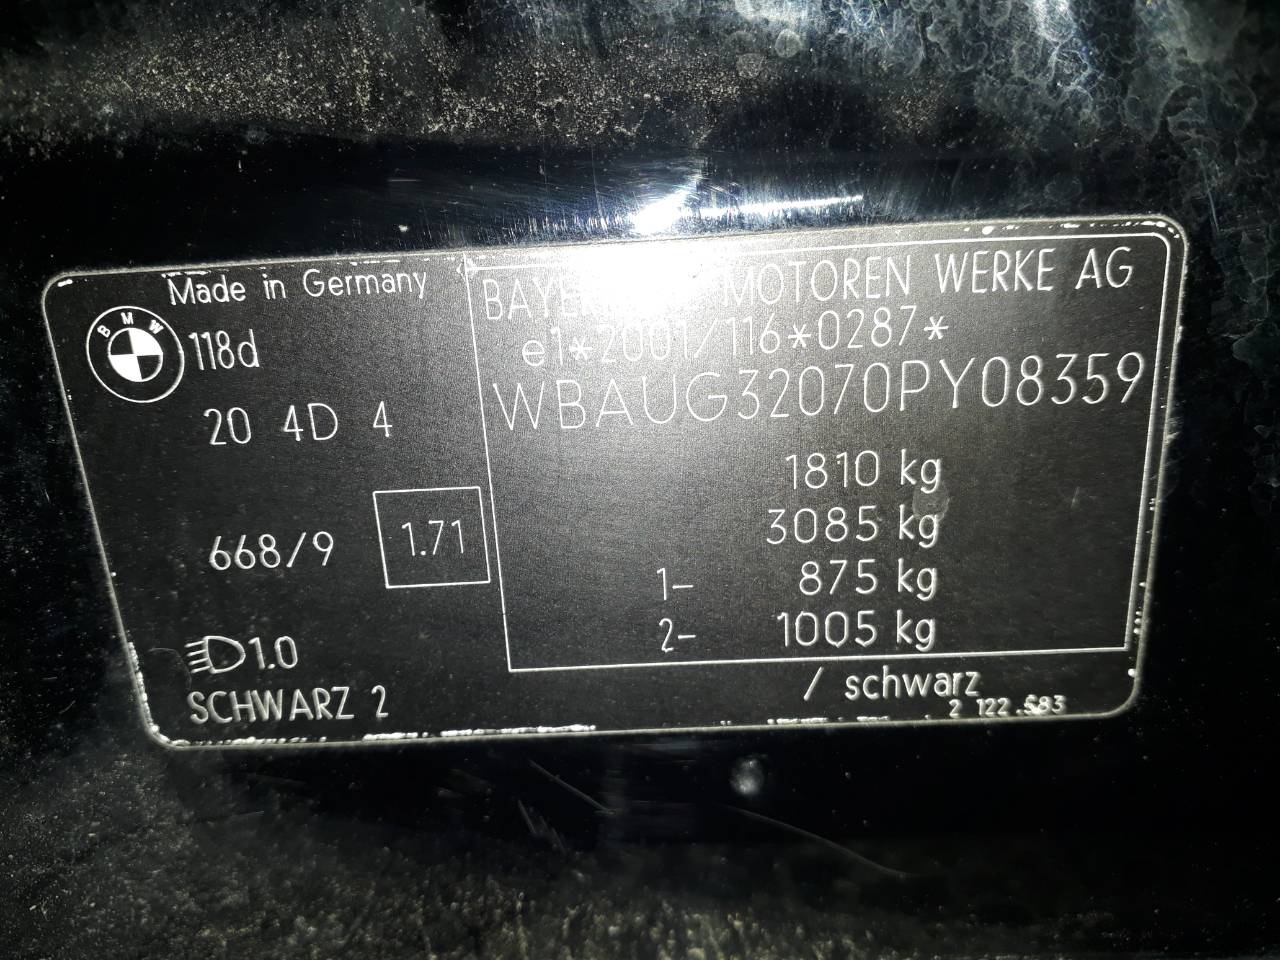 Made in Germany
BMW
118d
20 4D 4
668/9
1.71
1.0
SCHWARZ 2
MOTOREN WERKE AG
e1*2001/116*0287*
WBAUG32070PY08359
1810 kg
3085 kg
1- 875 kg
2- 1005 kg
/ schwarz
2 122.583